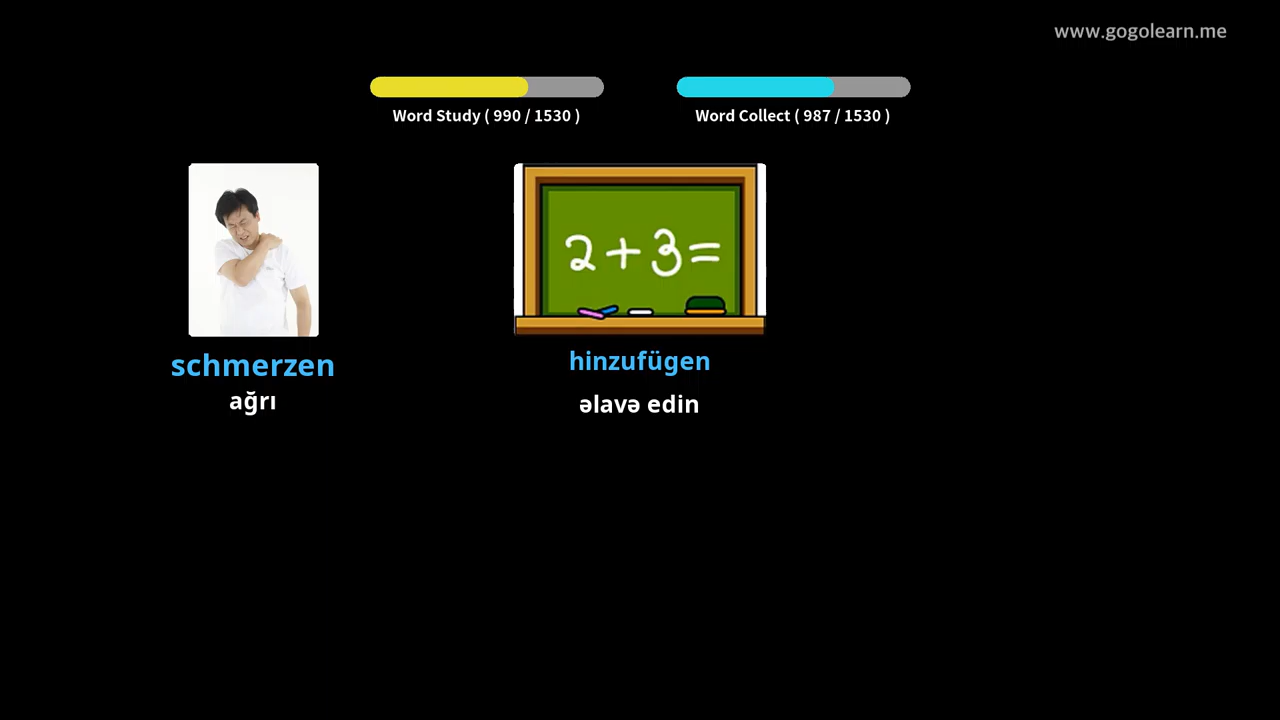 www.gogolearn.me
Word Study ( 990 / 1530 )
Word Collect ( 987 / 1530 )
2+3=
schmerzen
ağrı
hinzufügen
əlavə edin